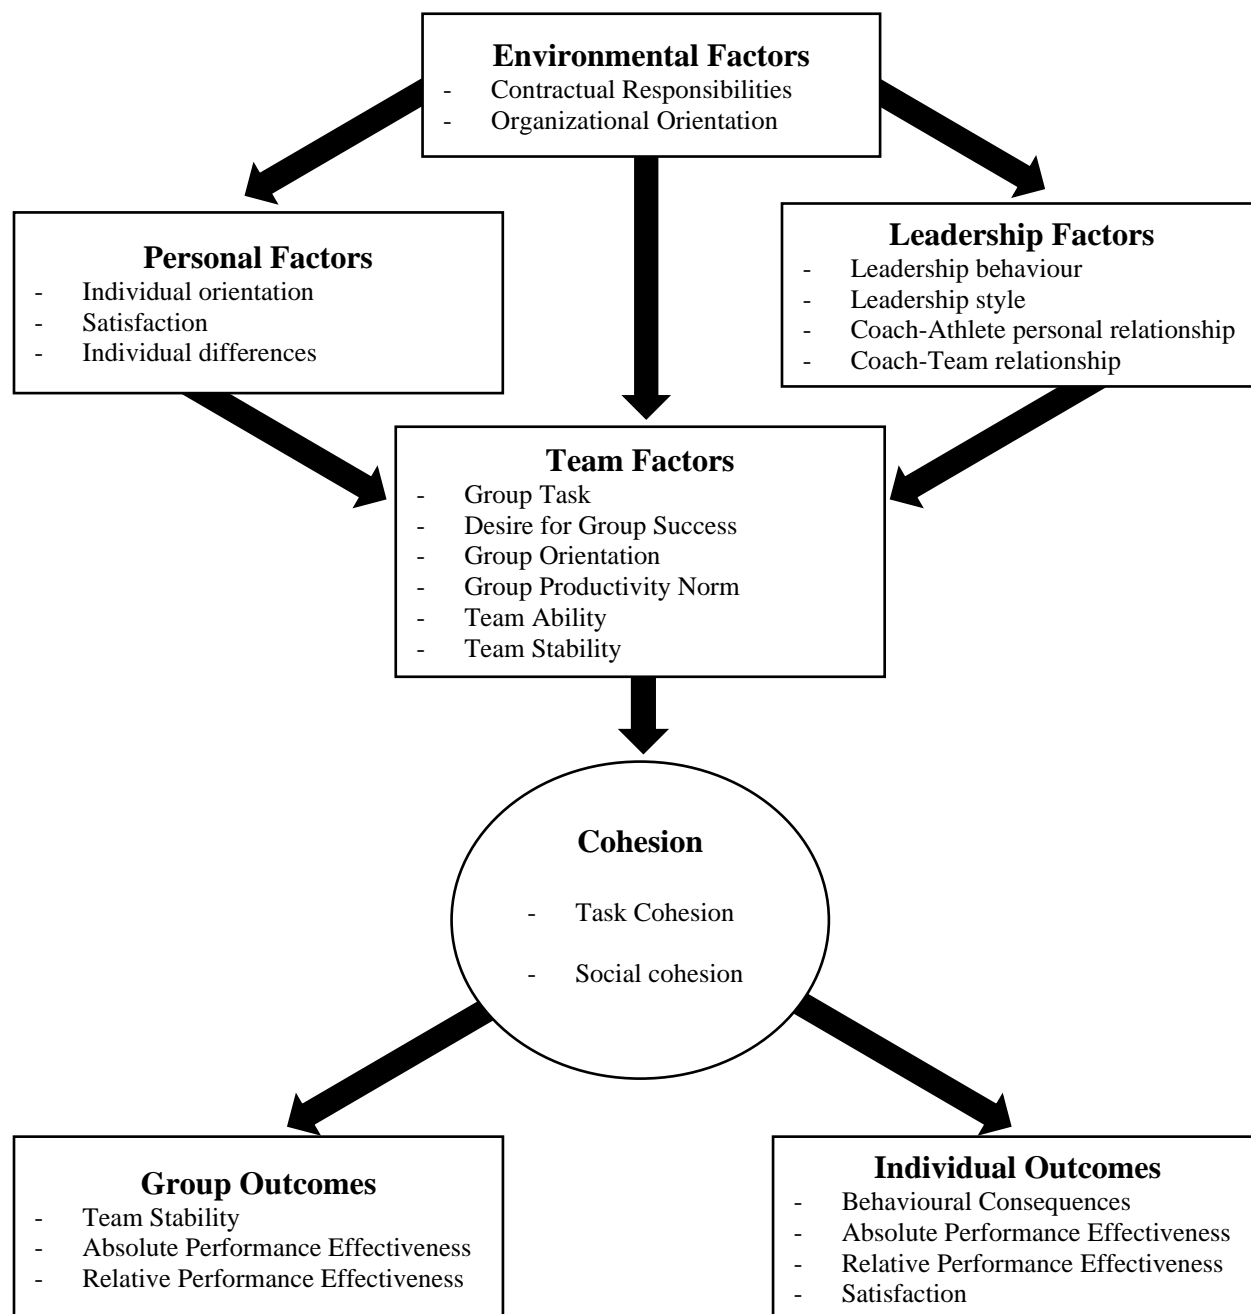 Environmental Factors
- Contractual Responsibilities
- Organizational Orientation
Personal Factors
- Individual orientation
- Satisfaction
- Individual differences
Leadership Factors
- Leadership behaviour
- Leadership style
- Coach-Athlete personal relationship
- Coach-Team relationship
Team Factors
- Group Task
- Desire for Group Success
- Group Orientation
- Group Productivity Norm
- Team Ability
- Team Stability
Cohesion
- Task Cohesion
- Social cohesion
Group Outcomes
- Team Stability
- Absolute Performance Effectiveness
- Relative Performance Effectiveness
Individual Outcomes
- Behavioural Consequences
- Absolute Performance Effectiveness
- Relative Performance Effectiveness
- Satisfaction